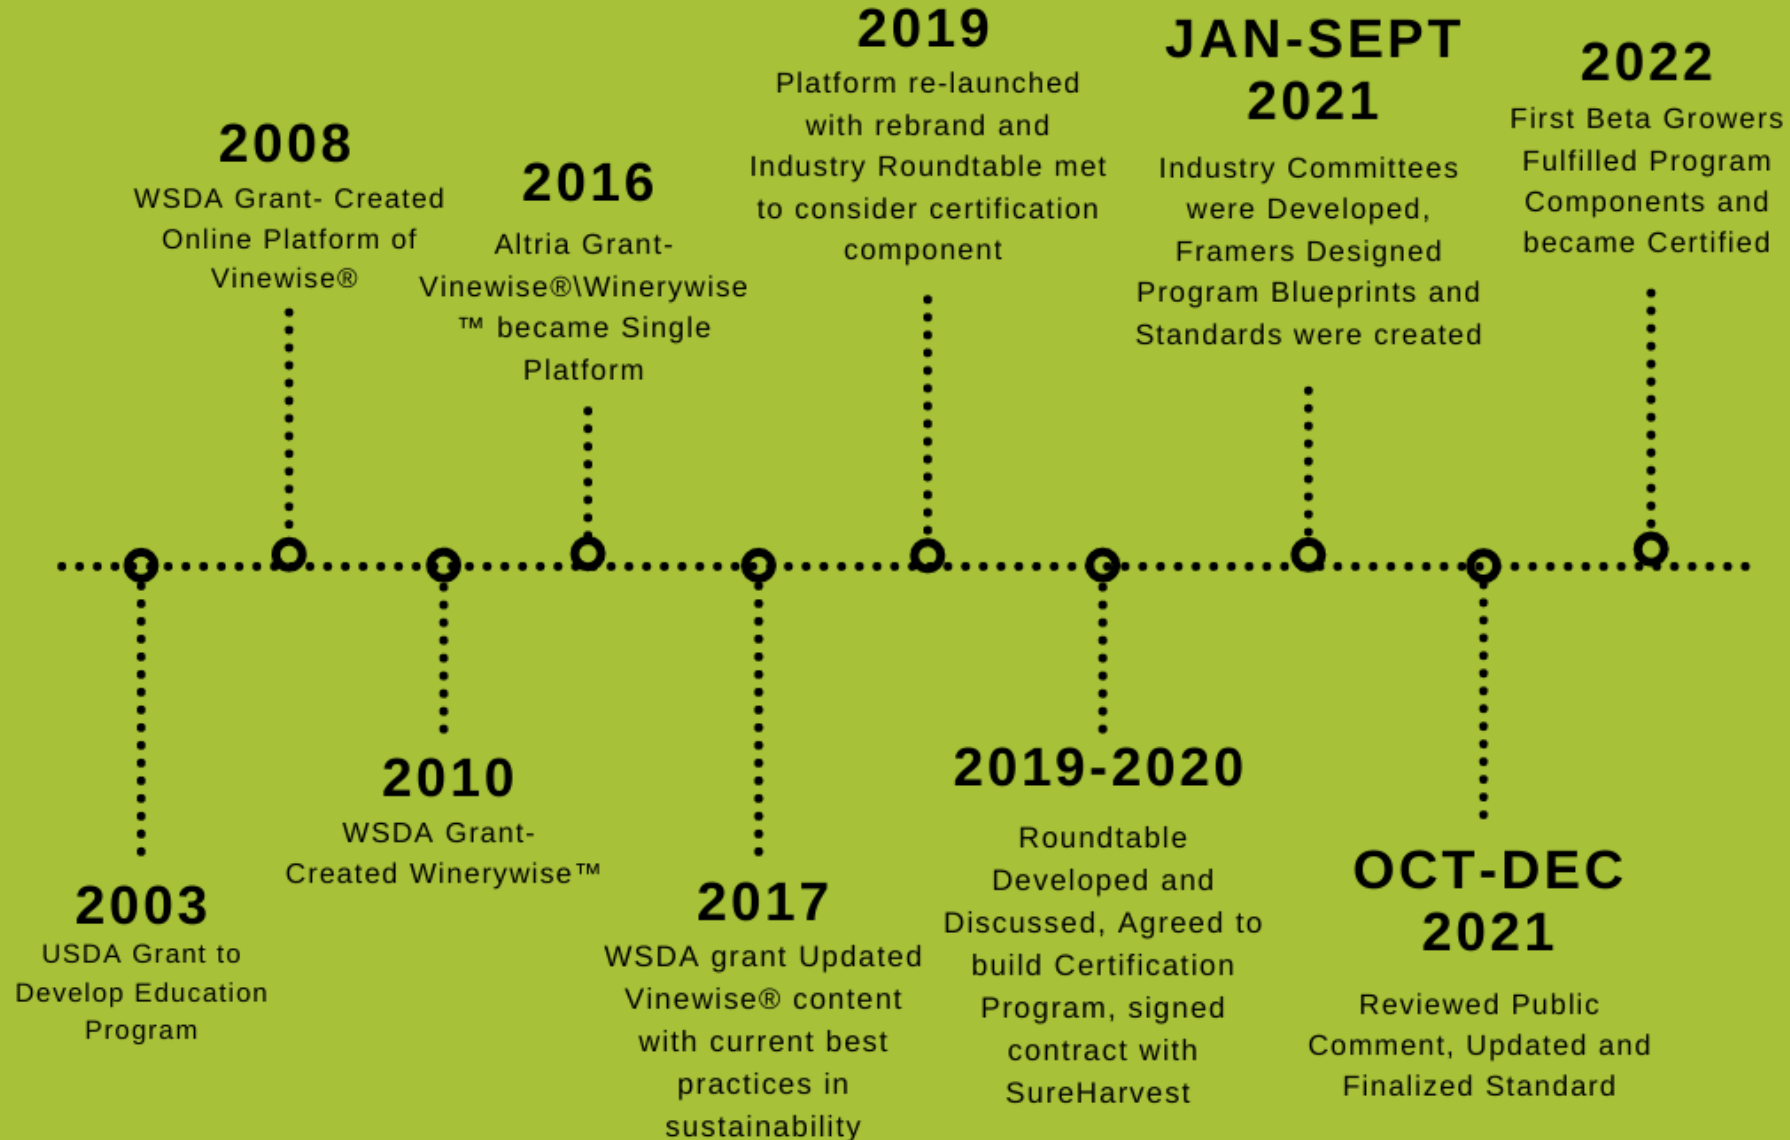 2003
USDA Grant to
Develop Education
Program
2008
WSDA Grant- Created
Online Platform of
Vinewise®
2010
WSDA Grant-
Created Winerywise™
2016
Altria Grant-
Vinewise®\Winerywise
™ became Single
Platform
2017
WSDA grant Updated
Vinewise® content
with current best
practices in
sustainability
2019
Platform re-launched
with rebrand and
Industry Roundtable met
to consider certification
component
2019-2020
Roundtable
Developed and
Discussed, Agreed to
build Certification
Program, signed
contract with
SureHarvest
JAN-SEPT
2021
Industry Committees
were Developed,
Framers Designed
Program Blueprints and
Standards were created
OCT-DEC
2021
Reviewed Public
Comment, Updated and
Finalized Standard
2022
First Beta Growers
Fulfilled Program
Components and
became Certified